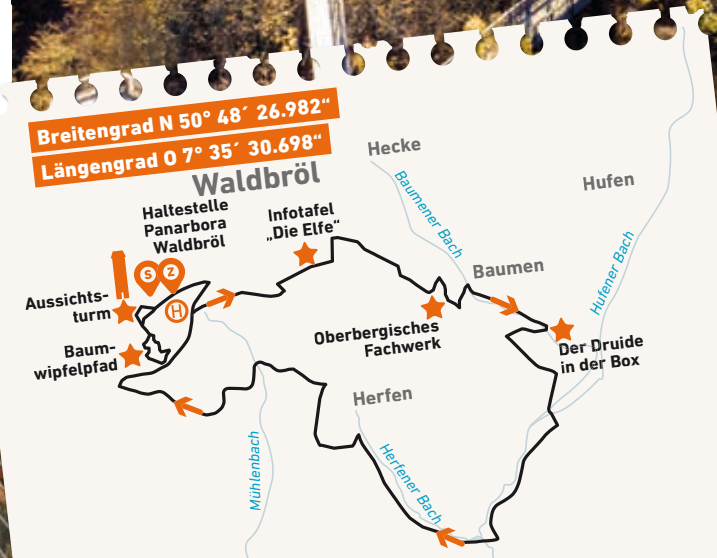 Breitengrad N 50° 48´ 26.982“
Längengrad O 7° 35´ 30.698“
Waldbröl
Hecke
Hufen
Haltestelle
Panarbora
Waldbröl
Infotafel
„Die Elfe“
Baumener Bach
Baumen
Hufener Bach
S
Z
H
Aussichts-
turm
Baum-
wipfelpfad
Oberbergisches
Fachwerk
Der Druide
in der Box
Herfen
Mühlenbach
Herfener Bach